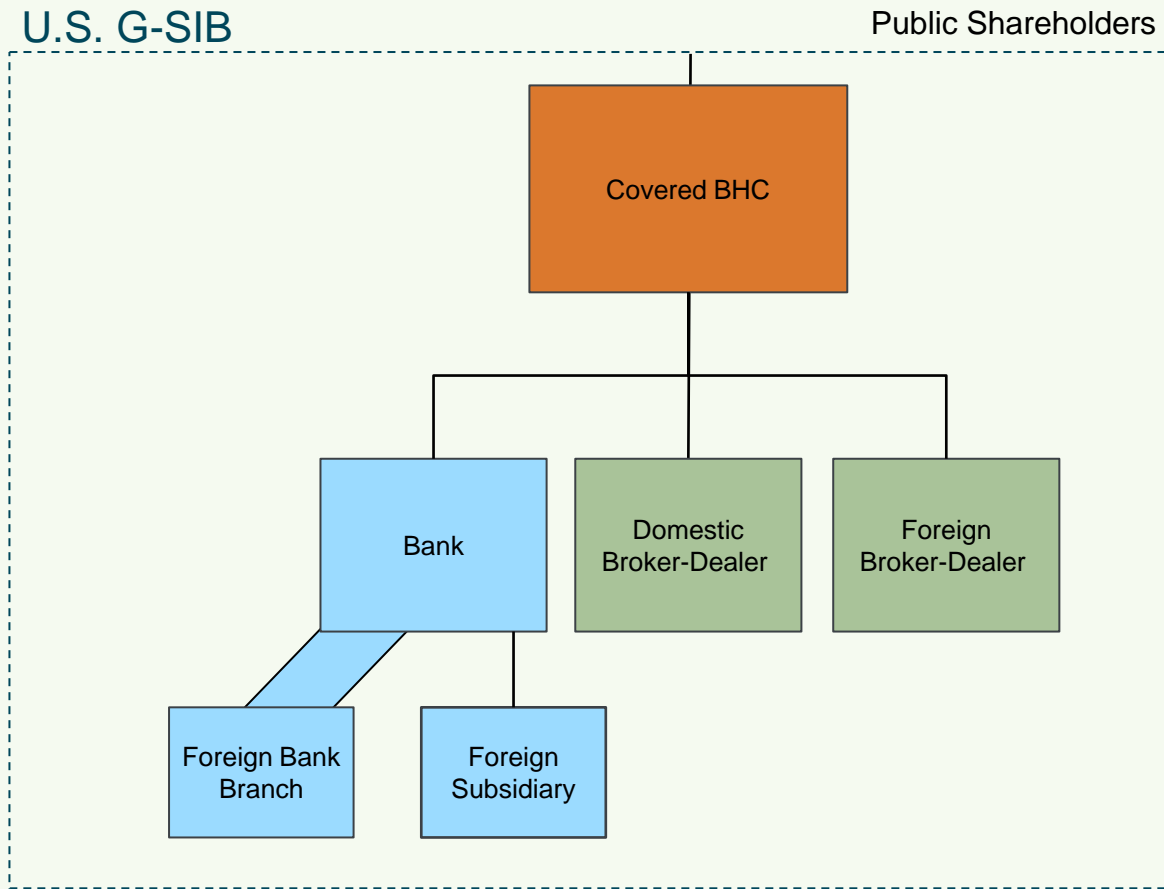 U.S. G-SIB
Public Shareholders
Covered BHC
Bank
Domestic
Broker-Dealer
Foreign
Broker-Dealer
Foreign Bank
Branch
Foreign
Subsidiary